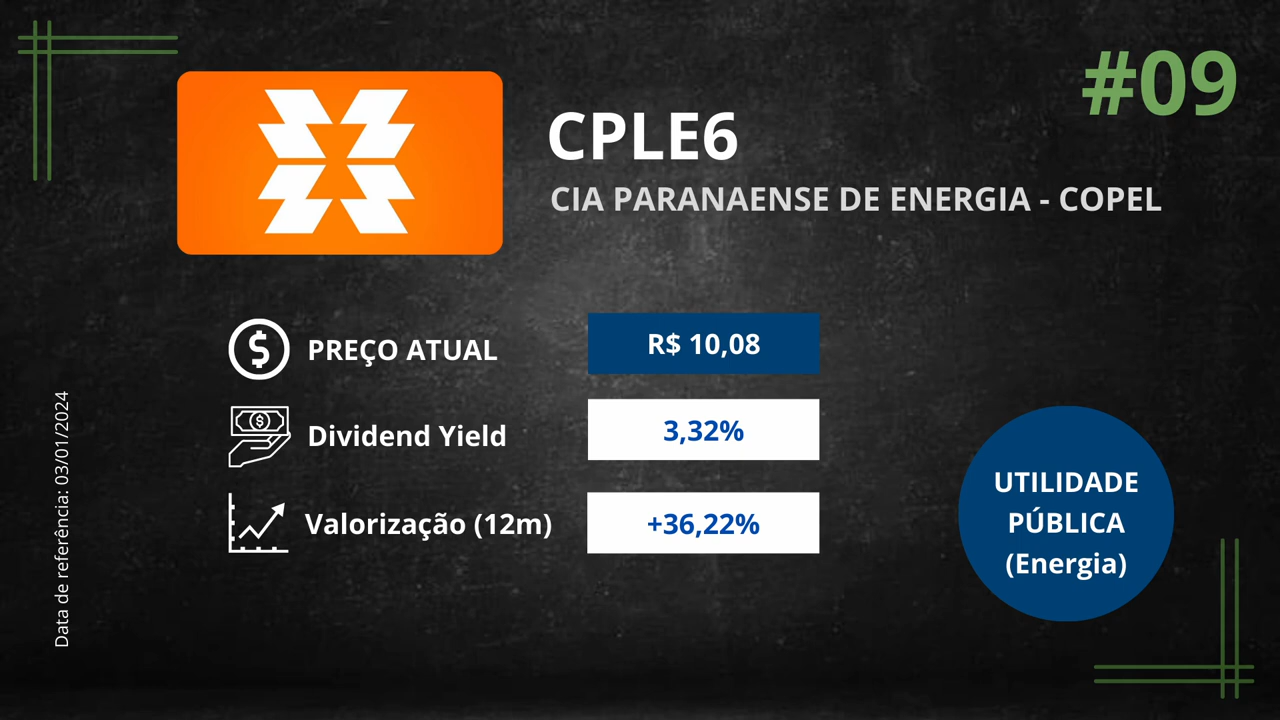 #09
CPLE6
CIA PARANAENSE DE ENERGIA - COPEL
PREÇO ATUAL
R$ 10,08
Dividend Yield
3,32%
Valorização (12m)
+36,22%
UTILIDADE
PÚBLICA
(Energia)
Data de referência: 03/01/2024